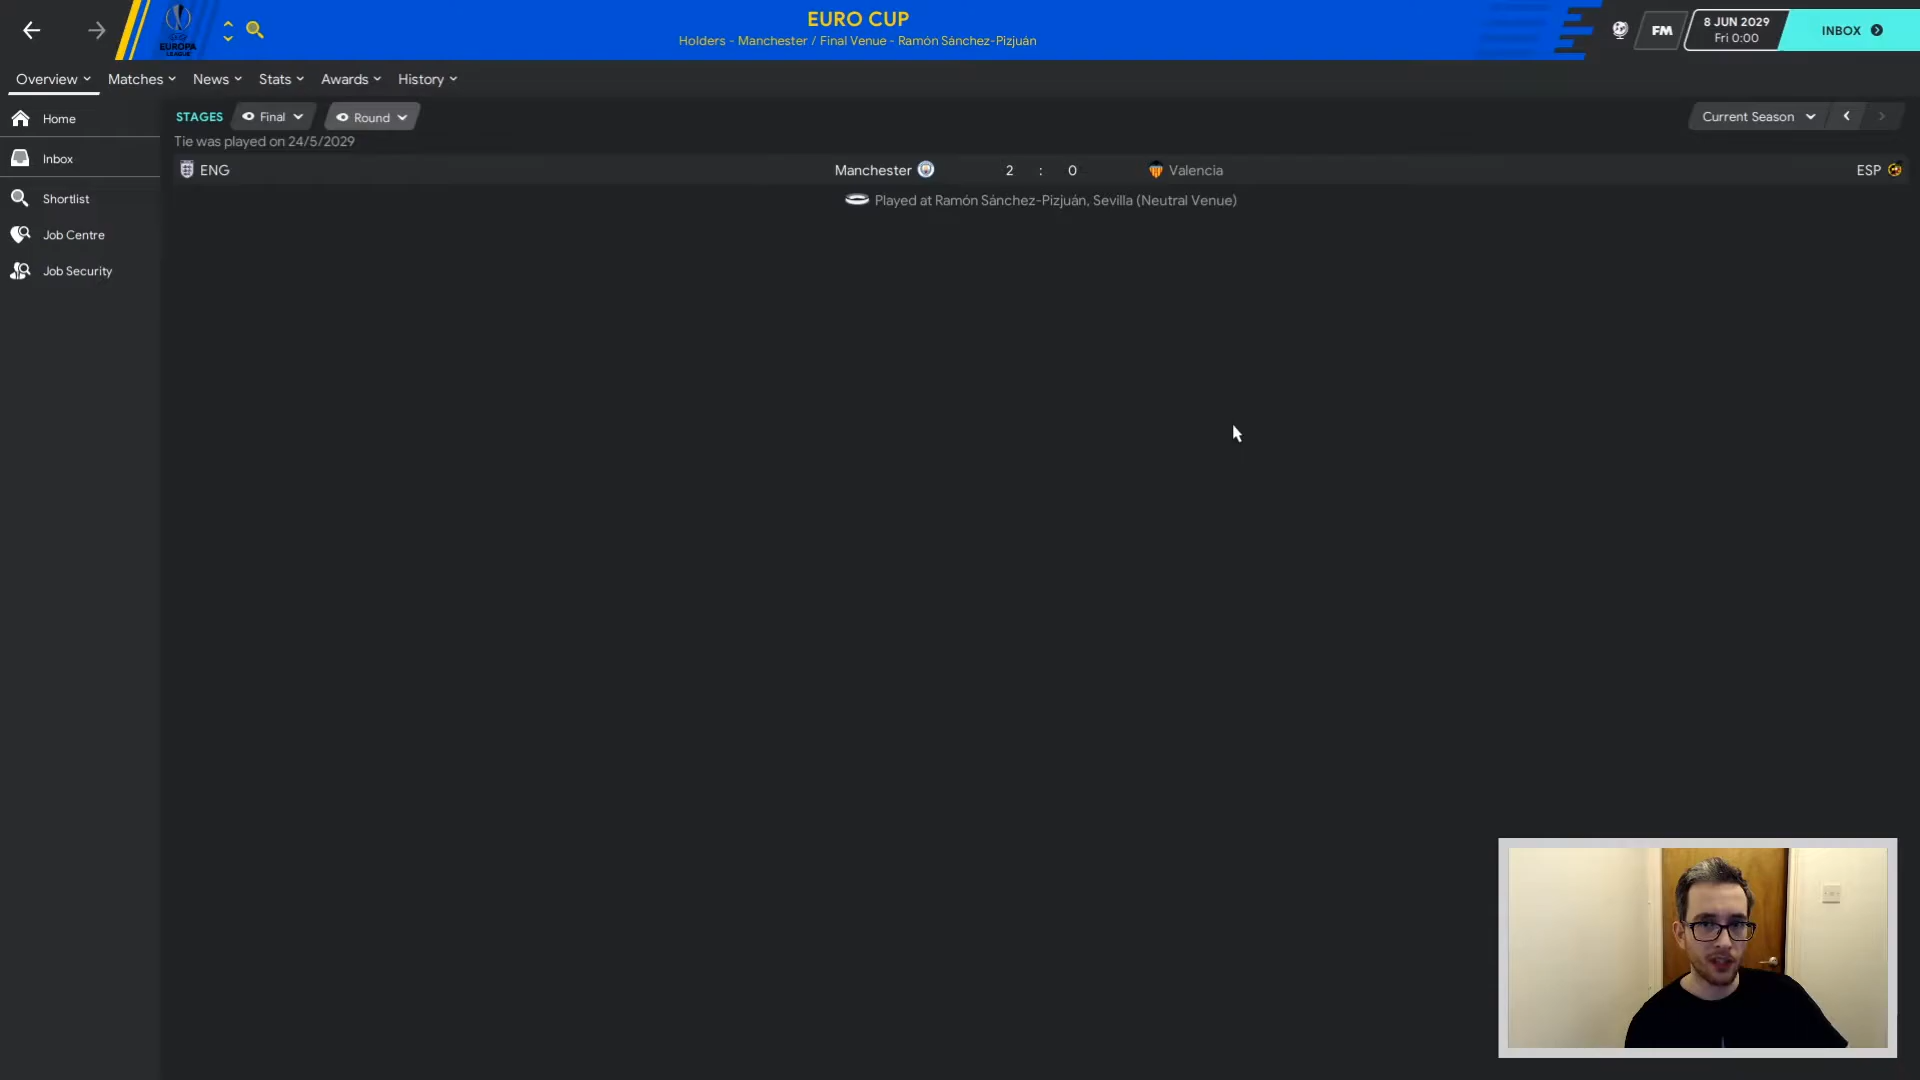 EUROPA
LEAGUE
EURO CUP
Holders - Manchester / Final Venue - Ramón Sánchez-Pizjuán
FM
8 JUN 2029
Fri 0:00
INBOX
Overview
Matches
News
Stats
Awards
History
Home
Inbox
Shortlist
Job Centre
Job Security
STAGES
Final
Round
Current Season
Tie was played on 24/5/2029
ENG
Manchester
2 : 0
Valencia
ESP
Played at Ramón Sánchez-Pizjuán, Sevilla (Neutral Venue)